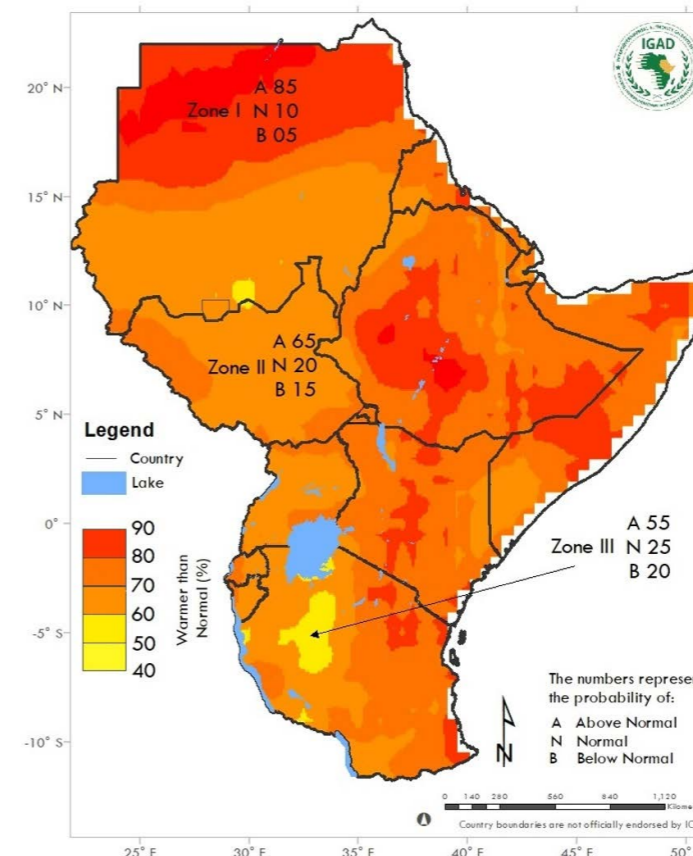 IGAD
20° N
15° N
10° N
5° N
0°
-5° S
-10° S
A 85
Zone I N 10
B 05
A 65
Zone II N 20
B 15
A 55
Zone III N 25
B 20
Legend
Country
Lake
90
80
70
60
50
40
Warmer than
Normal (%)
The numbers represe
the probability of:
A Above Normal
N Normal
B Below Normal
N
0 140 280 560 840 1,120
Kilome
Country boundaries are not officially endorsed by IG
25° E 30° E 35° E 40° E 45° E 50°